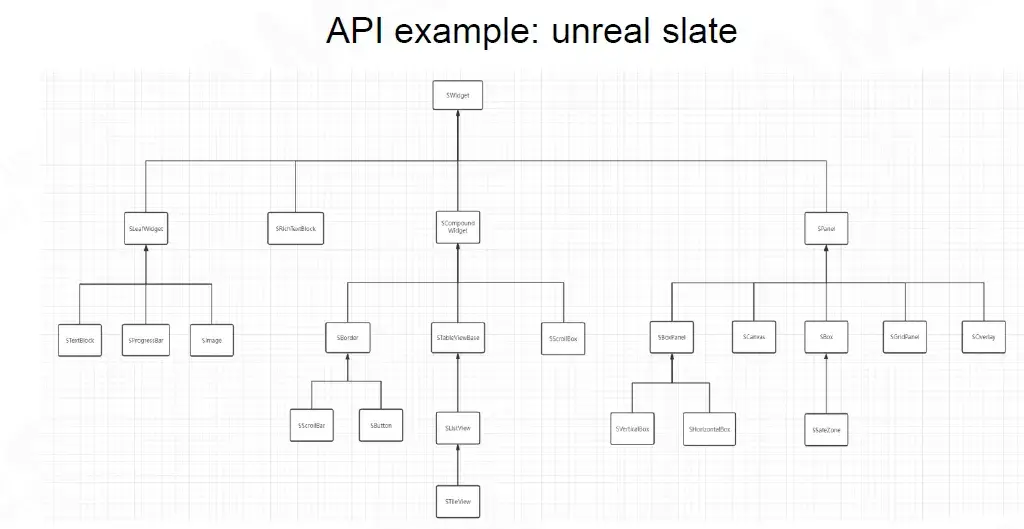 API example: unreal slate
SWidget
SLeafWidget
SRichTextBlock
SCompound
Widget
SPanel
STextBlock
SProgressBar
SImage
SBorder
STableViewBase
SScrollBox
SBoxPanel
SCanvas
SBox
SGridPanel
SOverlay
SScrollBar
SButton
SListView
SVerticalBox
SHorizontalBox
SSafeZone
STileView